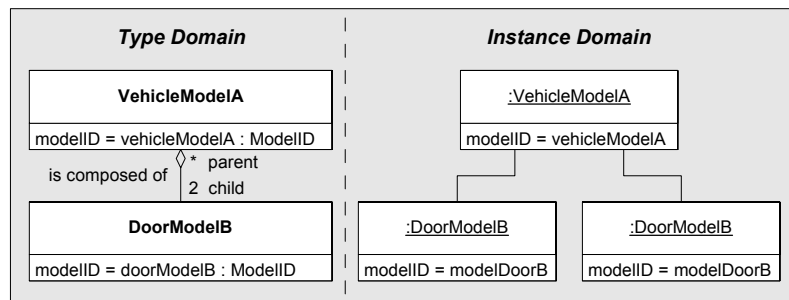 Type Domain
Instance Domain
VehicleModelA
modelID = vehicleModelA : ModelID
is composed of
* parent
2 child
DoorModelB
modelID = doorModelB : ModelID
:VehicleModelA
modelID = vehicleModelA
:DoorModelB
modelID = modelDoorB
:DoorModelB
modelID = modelDoorB